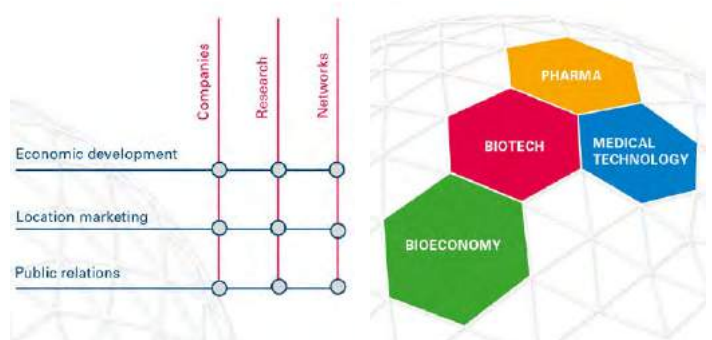 Companies
Research
Networks
Economic development
Location marketing
Public relations
PHARMA
BIOTECH
MEDICAL
TECHNOLOGY
BIOECONOMY